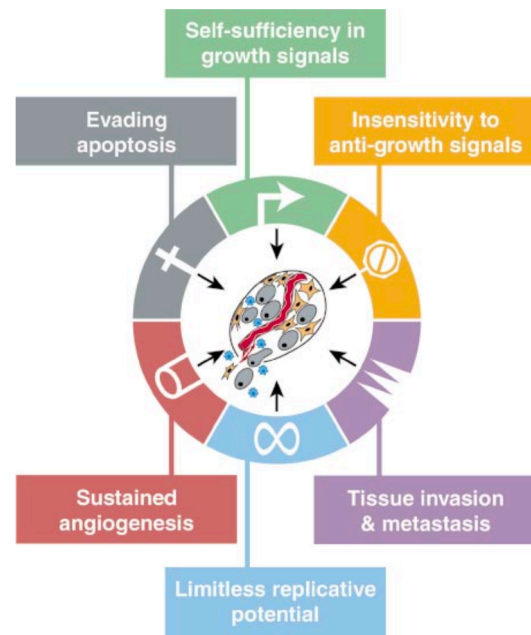 Self-sufficiency in
growth signals
Evading
apoptosis
Insensitivity to
anti-growth signals
Sustained
angiogenesis
Tissue invasion
& metastasis
Limitless replicative
potential